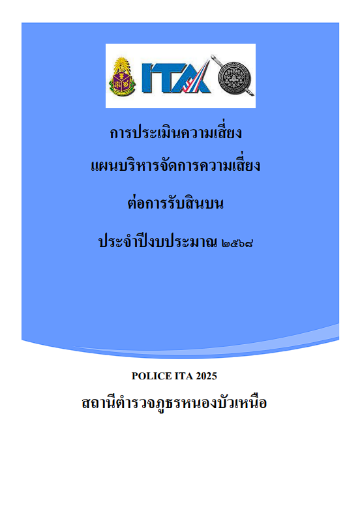 ITA
การประเมินความเสี่ยง
แผนบริหารจัดการความเสี่ยง
ต่อการรับสินบน
ประจำปีงบประมาณ ๒๕๖๘
POLICE ITA 2025
สถานีตำรวจภูธรหนองบัวเหนือ